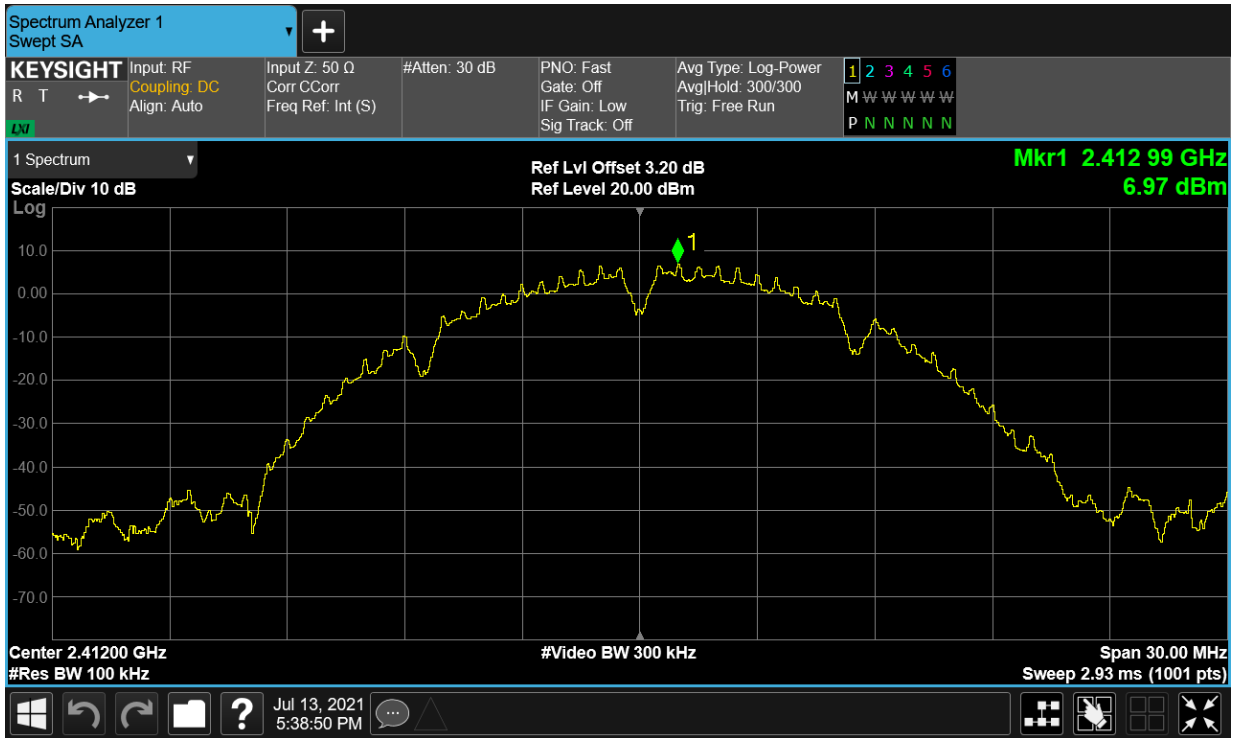 Spectrum Analyzer 1
Swept SA
KEYSIGHT
R T
LXI
Input: RF
Coupling: DC
Align: Auto
Input Z: 50 Ω
Corr CCorr
Freq Ref: Int (S)
#Atten: 30 dB
PNO: Fast
Gate: Off
IF Gain: Low
Sig Track: Off
Avg Type: Log-Power
Avg|Hold: 300/300
Trig: Free Run
1 2 3 4 5 6
M W W W W W
P N N N N N
1 Spectrum
Scale/Div 10 dB
Log
Ref Lvl Offset 3.20 dB
Ref Level 20.00 dBm
Mkr1 2.412 99 GHz
6.97 dBm
1
10.0
0.00
-10.0
-20.0
-30.0
-40.0
-50.0
-60.0
-70.0
Center 2.41200 GHz
#Res BW 100 kHz
#Video BW 300 kHz
Span 30.00 MHz
Sweep 2.93 ms (1001 pts)
?
Jul 13, 2021
5:38:50 PM